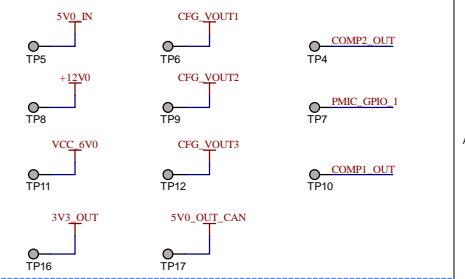 5V0_IN CFG_VOUT1
COMP2_OUT
TP5 TP6 TP4
+12V0 CFG_VOUT2
PMIC_GPIO_1
TP8 TP9 TP7
VCC_6V0 CFG_VOUT3
COMP1_OUT
TP11 TP12 TP10
3V3_OUT 5V0_OUT_CAN
TP16 TP17